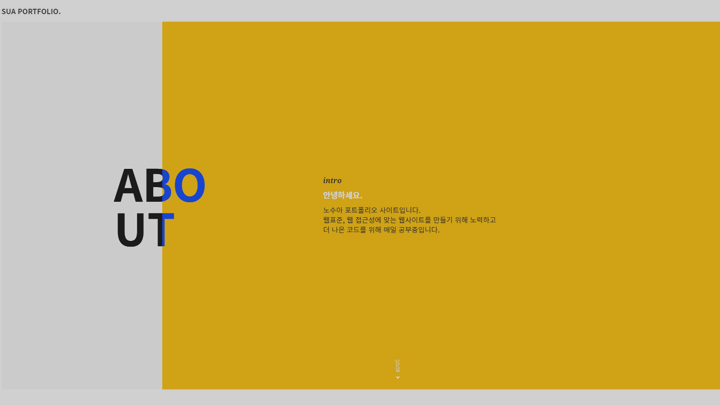 SUA PORTFOLIO.
ABO
UT
intro
안녕하세요.
노수아 포트폴리오 사이트입니다.
웹표준, 웹 접근성에 맞는 웹사이트를 만들기 위해 노력하고
더 나은 코드를 위해 매일 공부중입니다.